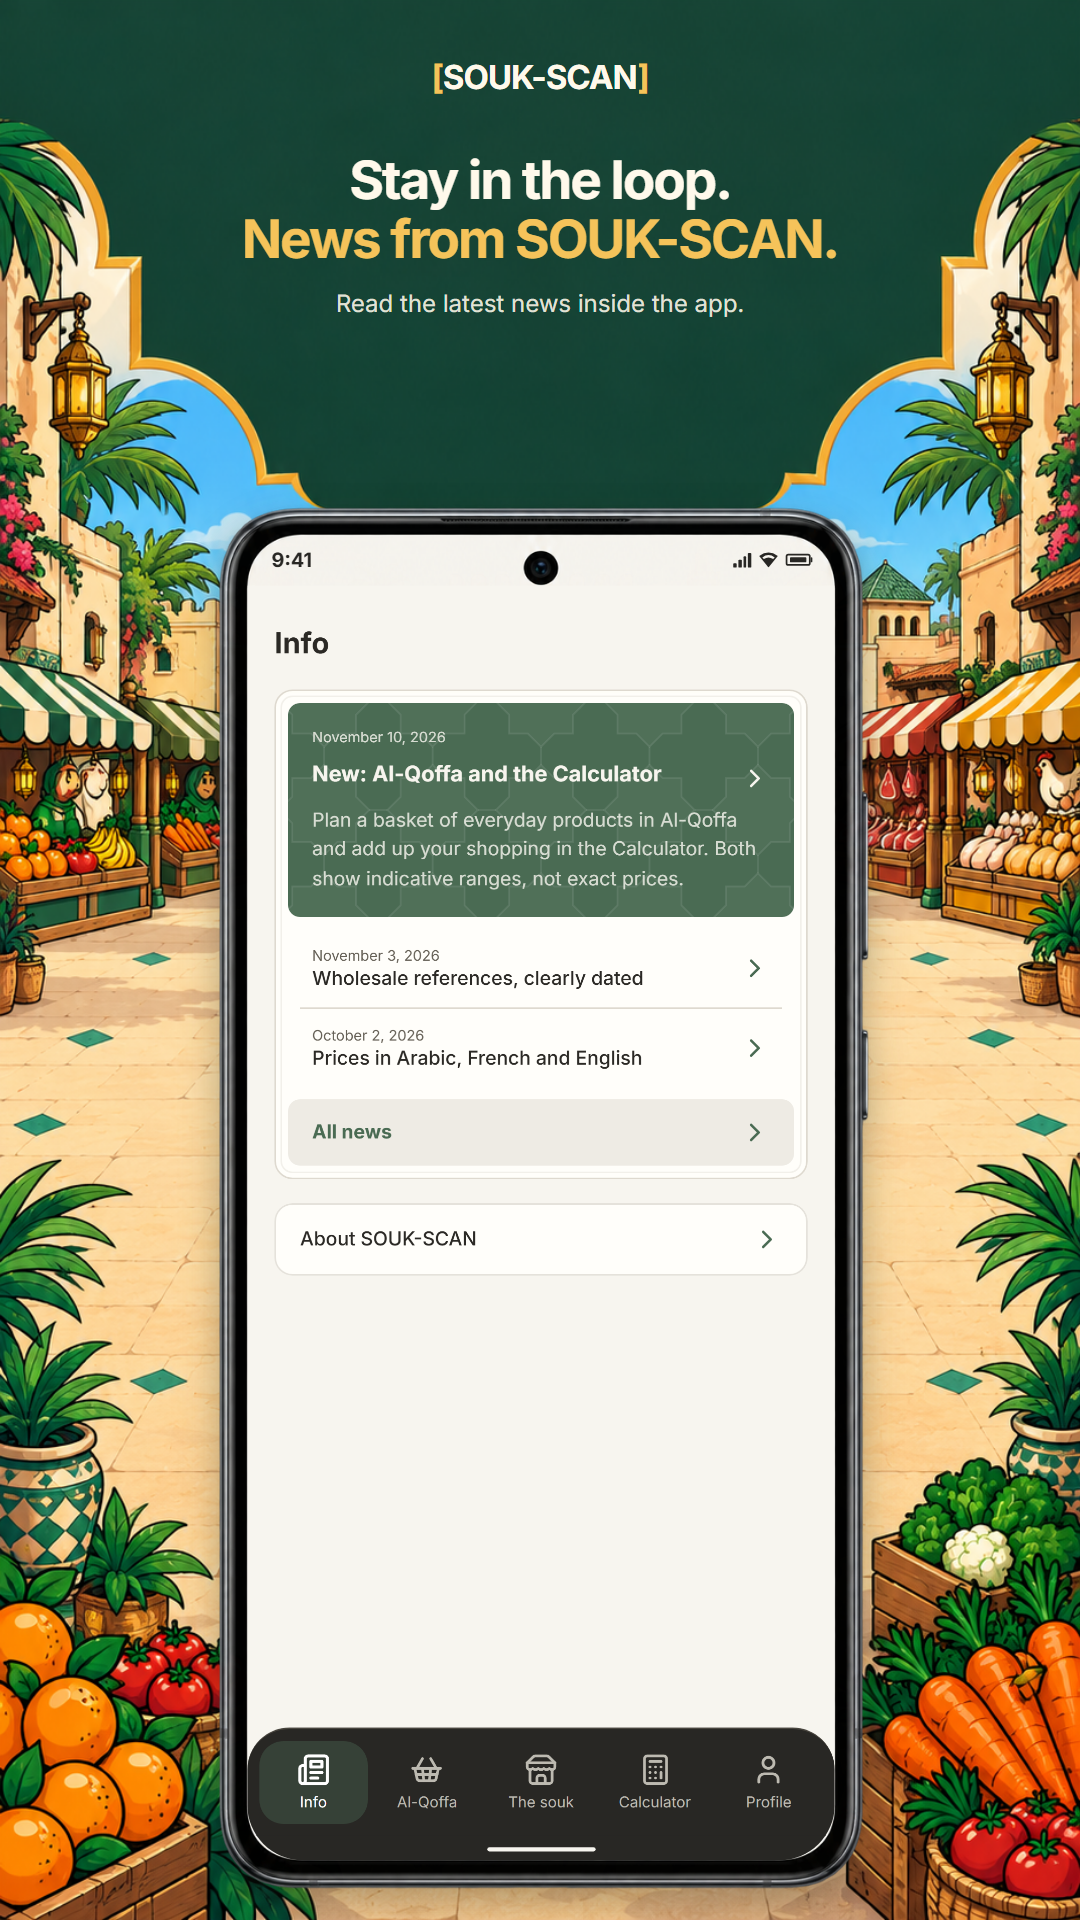 [SOUK-SCAN]
Stay in the loop.
News from SOUK-SCAN.
Read the latest news inside the app.
9:41
Info
November 10, 2026
New: Al-Qoffa and the Calculator
Plan a basket of everyday products in Al-Qoffa
and add up your shopping in the Calculator. Both
show indicative ranges, not exact prices.
November 3, 2026
Wholesale references, clearly dated
October 2, 2026
Prices in Arabic, French and English
All news
About SOUK-SCAN
Info
Al-Qoffa
The souk
Calculator
Profile